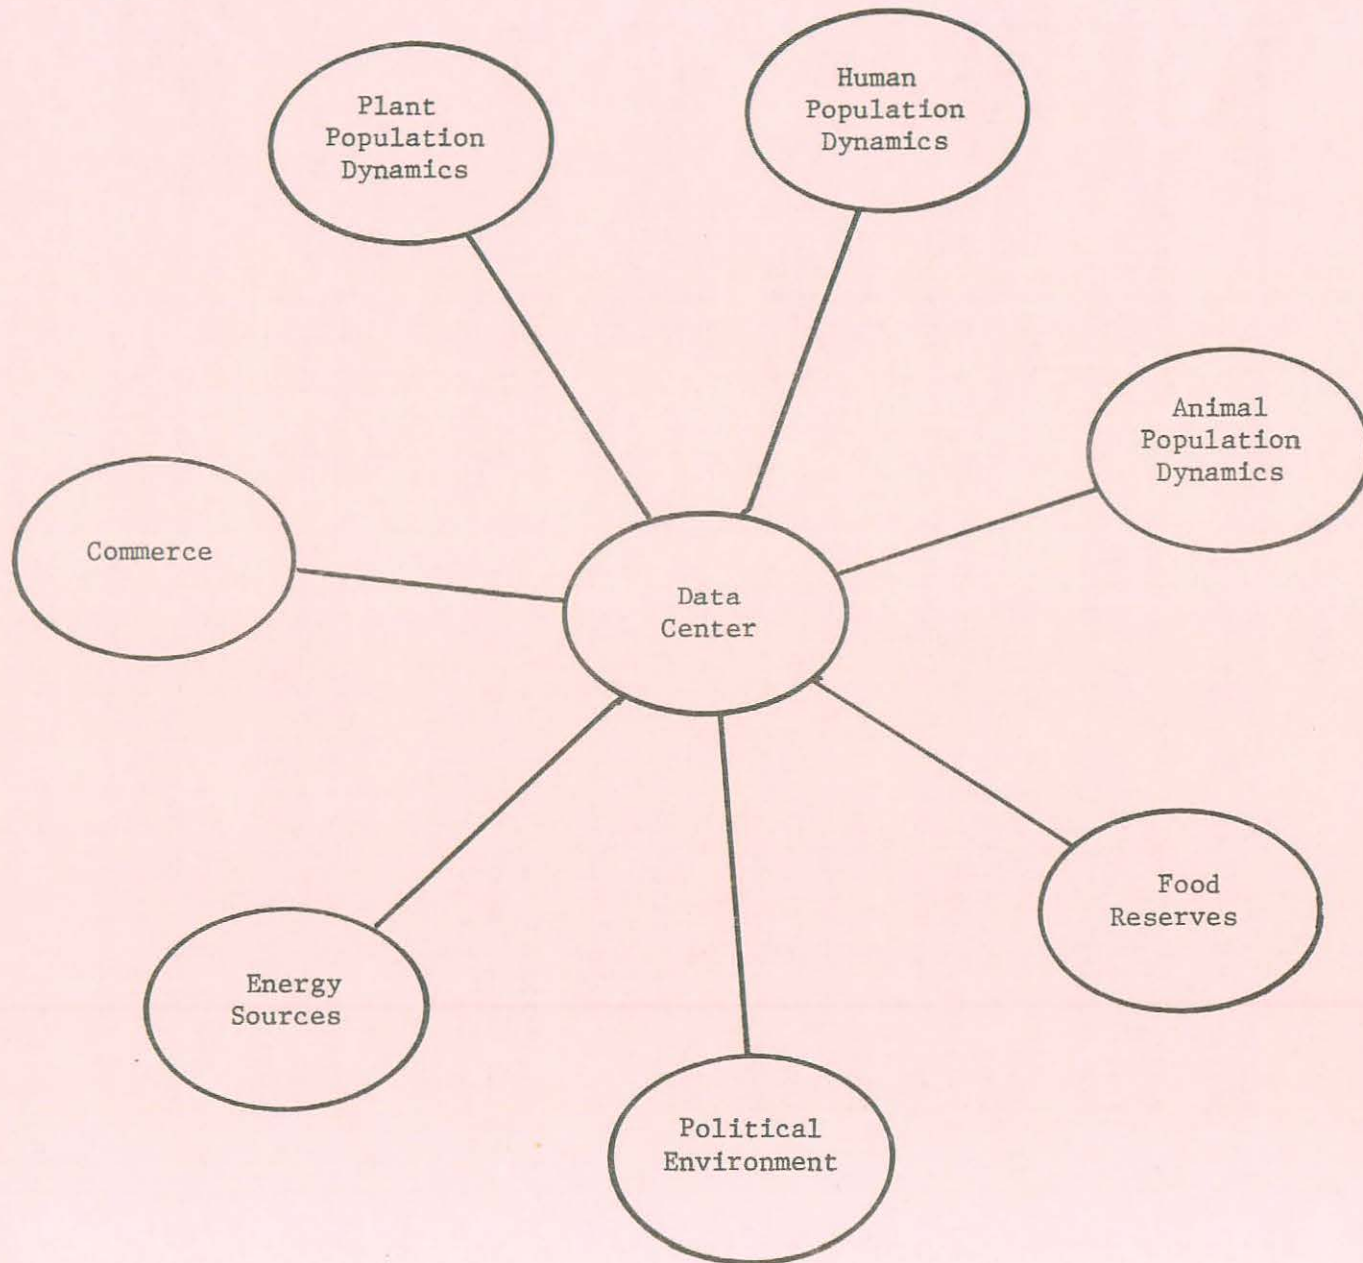 Plant
Population
Dynamics
Human
Population
Dynamics
Animal
Population
Dynamics
Commerce
Data
Center
Food
Reserves
Energy
Sources
Political
Environment